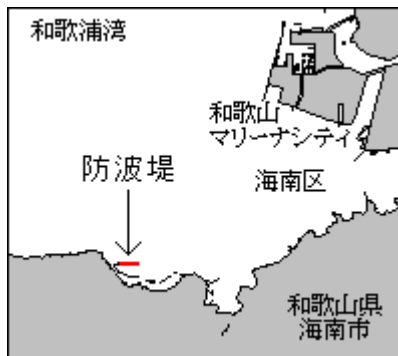 和歌浦湾
和歌山
マリーナシティ
防波堤
海南区
和歌山県
海南市